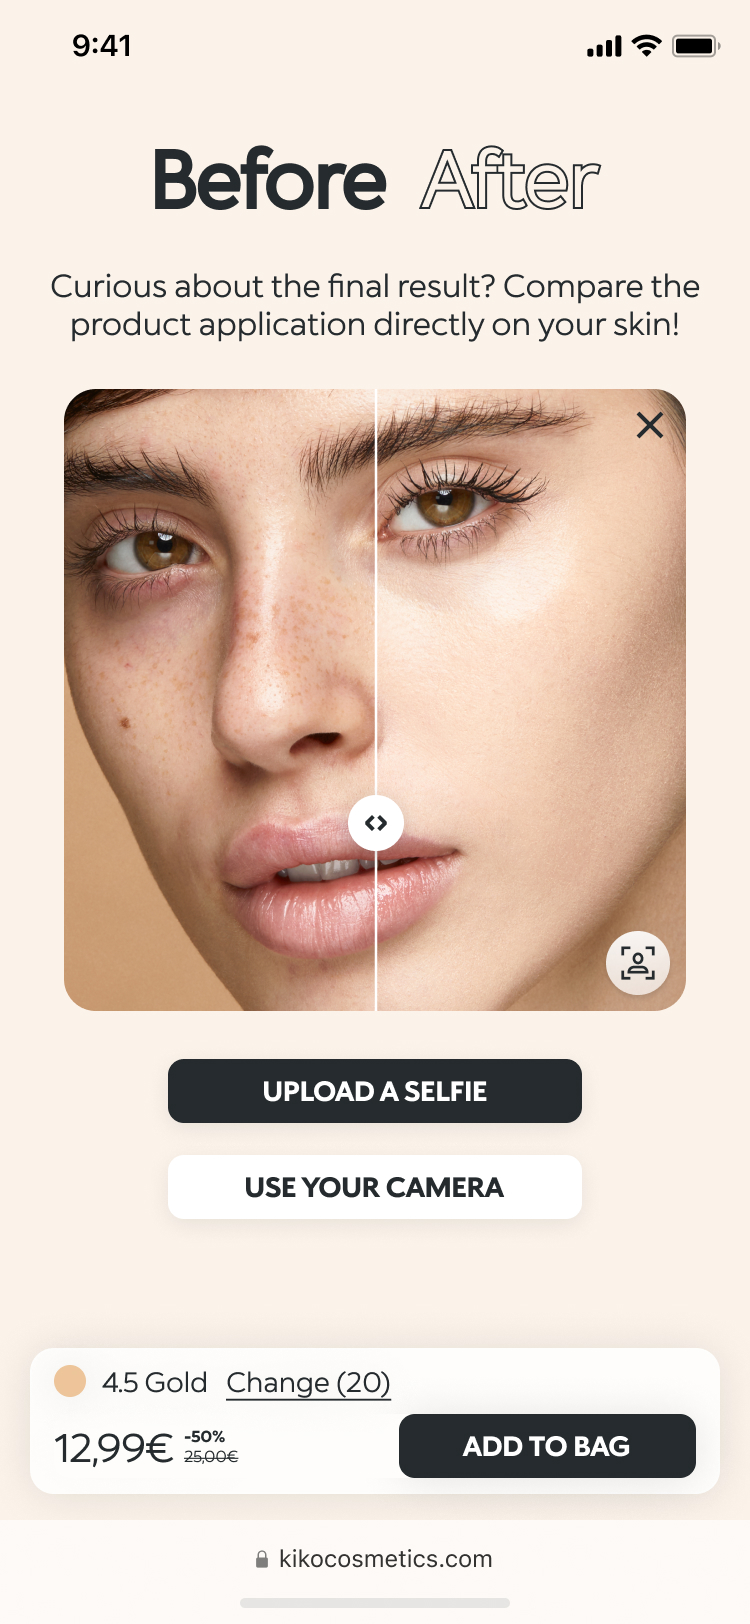 9:41
Before After
Curious about the final result? Compare the
product application directly on your skin!
UPLOAD A SELFIE
USE YOUR CAMERA
4.5 Gold Change (20)
12,99€ -50%
25,00€
ADD TO BAG
kikocosmetics.com